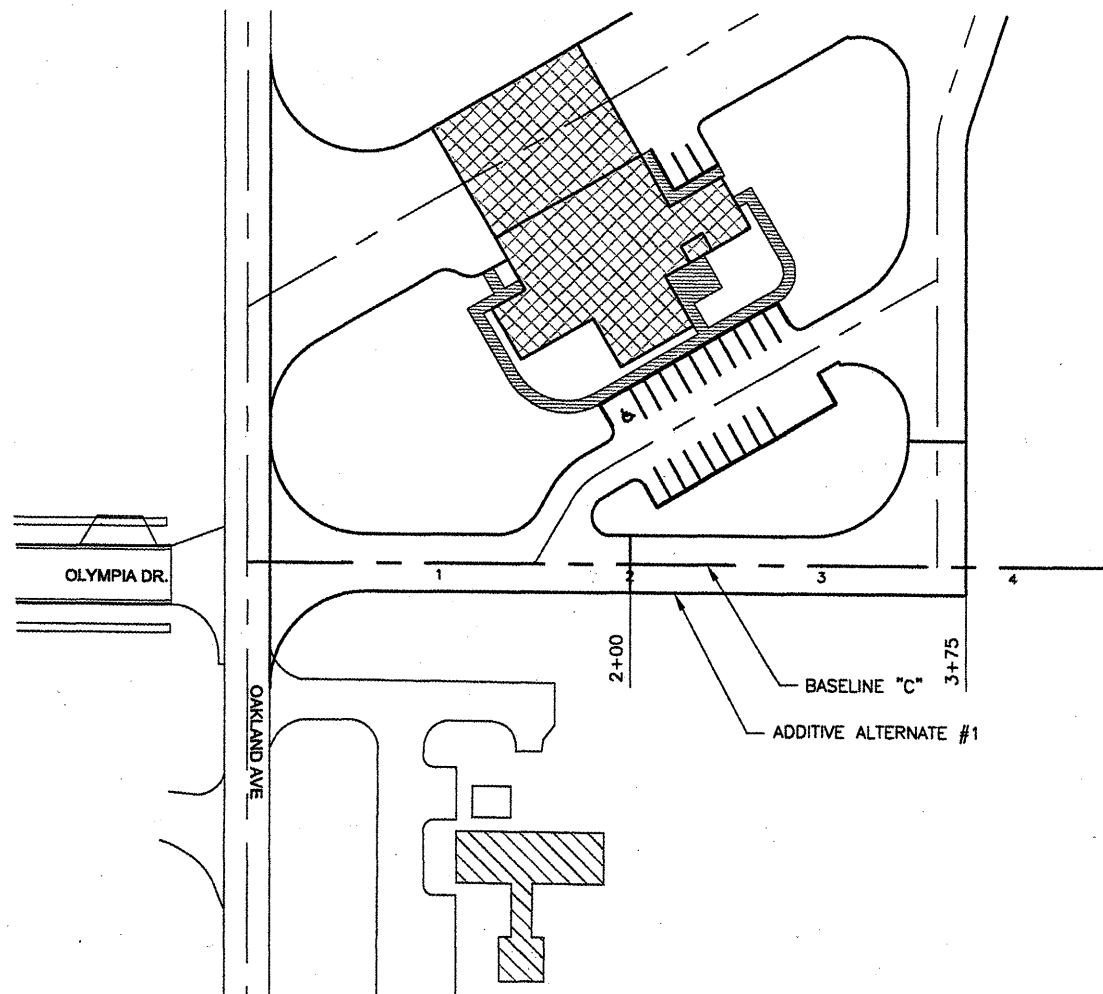 OLYMPIA DR.
1
2
3
4
2+00
3+75
BASELINE "C"
ADDITIVE ALTERNATE #1
OAKLAND AVE